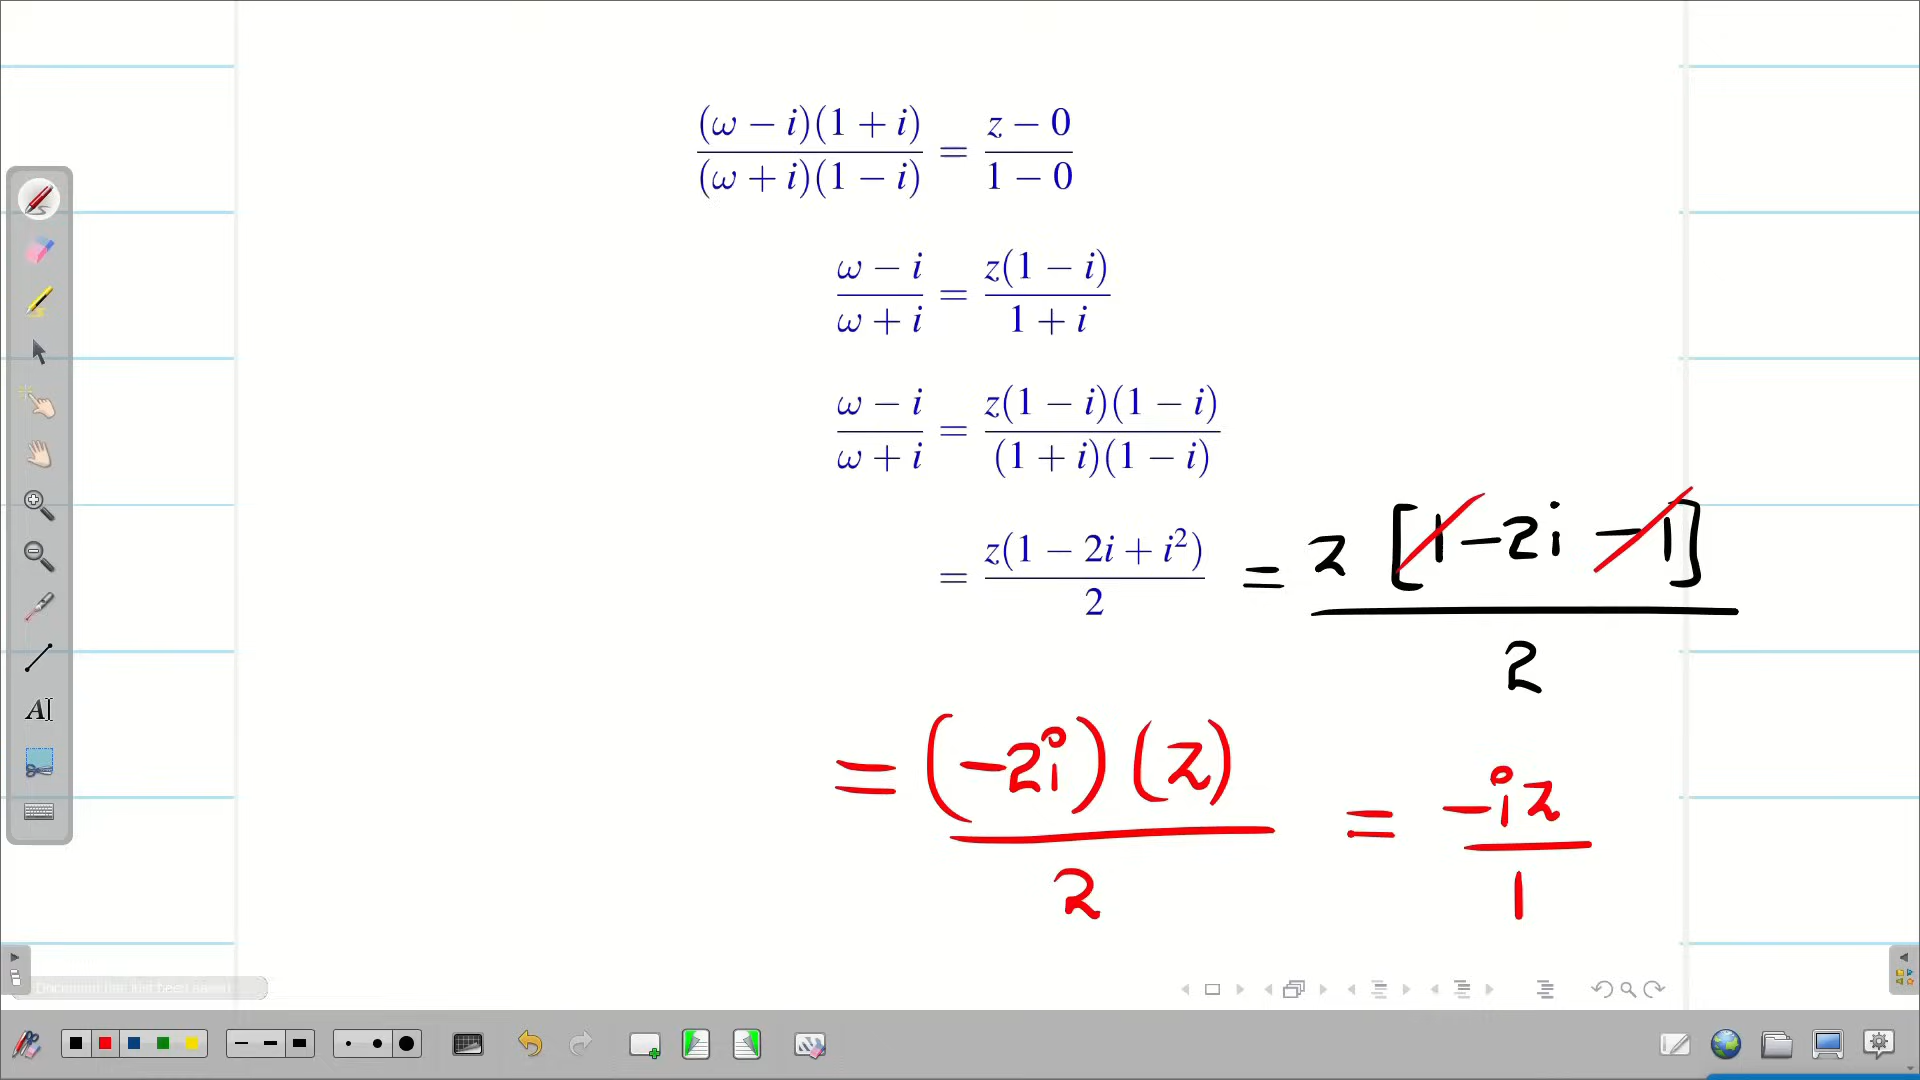 (ω − i)(1 + i) / (ω + i)(1 − i) = z − 0 / 1 − 0
ω − i / ω + i = z(1 − i) / 1 + i
ω − i / ω + i = z(1 − i)(1 − i) / (1 + i)(1 − i)
= z(1 − 2i + i²) / 2 = z [1 − 2i − 1] / 2
= (−2i) (z) / 2 = −iz / 1